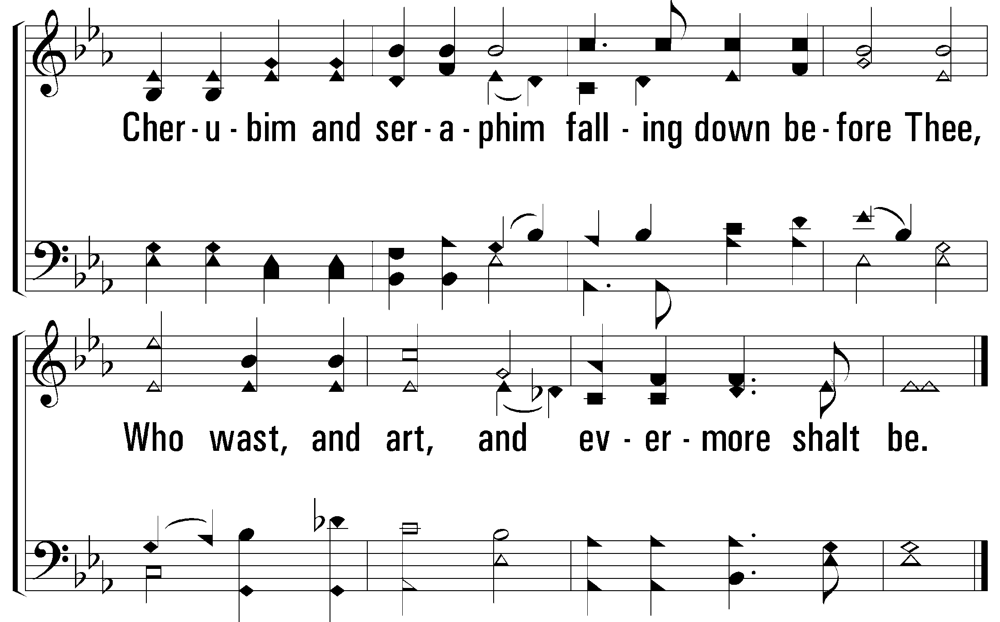 Cher - u - bim and ser - a - phim fall - ing down be - fore Thee,
Who wast, and art, and ev - er - more shalt be.